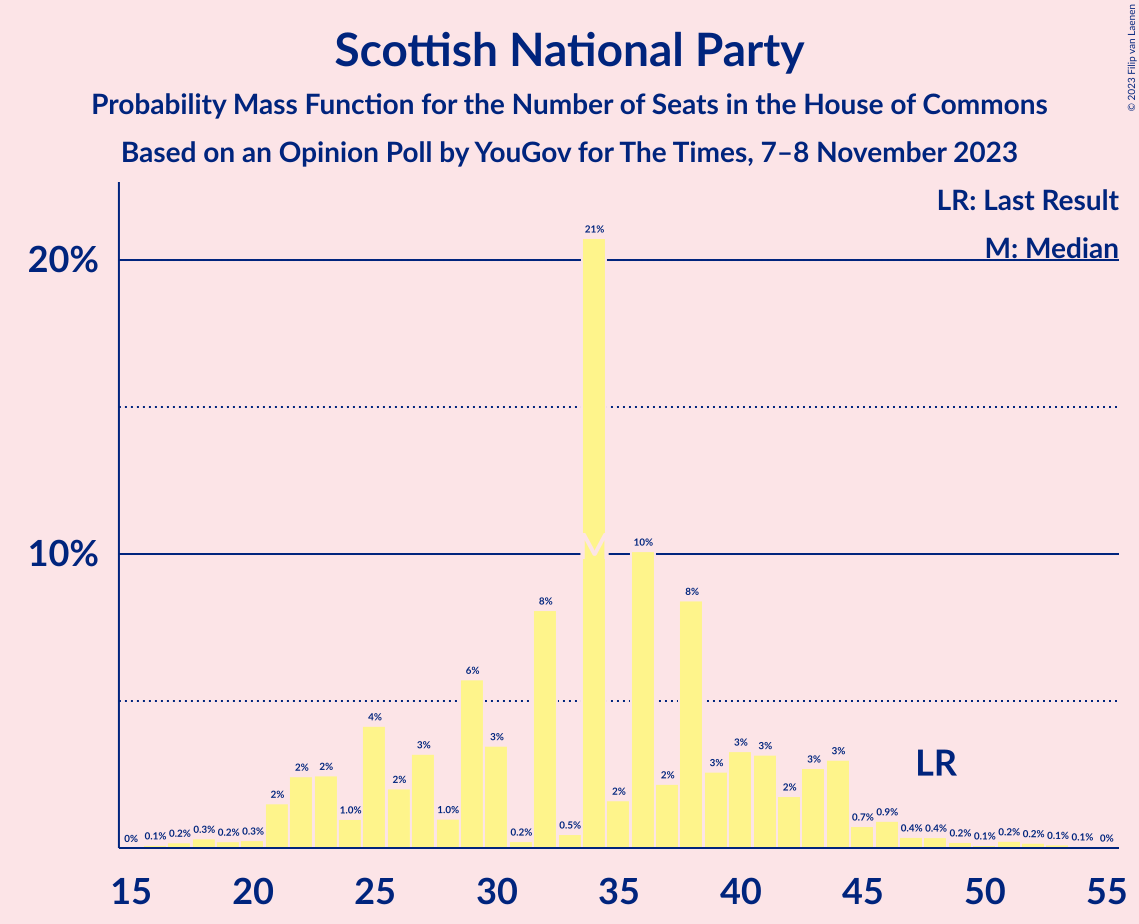 Scottish National Party
Probability Mass Function for the Number of Seats in the House of Commons
Based on an Opinion Poll by YouGov for The Times, 7–8 November 2023
© 2023 Filip van Laenen
LR: Last Result
M: Median
20%
10%
0% 0.1% 0.2% 0.3% 0.2% 0.3% 2% 2% 2% 1.0% 4% 2% 3% 1.0% 6% 3% 0.2% 8% 0.5% 21% 2% 10% 2% 8% 3% 3% 3% 2% 3% 3% 0.7% 0.9% 0.4% 0.4% 0.2% 0.1% 0.2% 0.2% 0.1% 0.1% 0%
LR
15 20 25 30 35 40 45 50 55